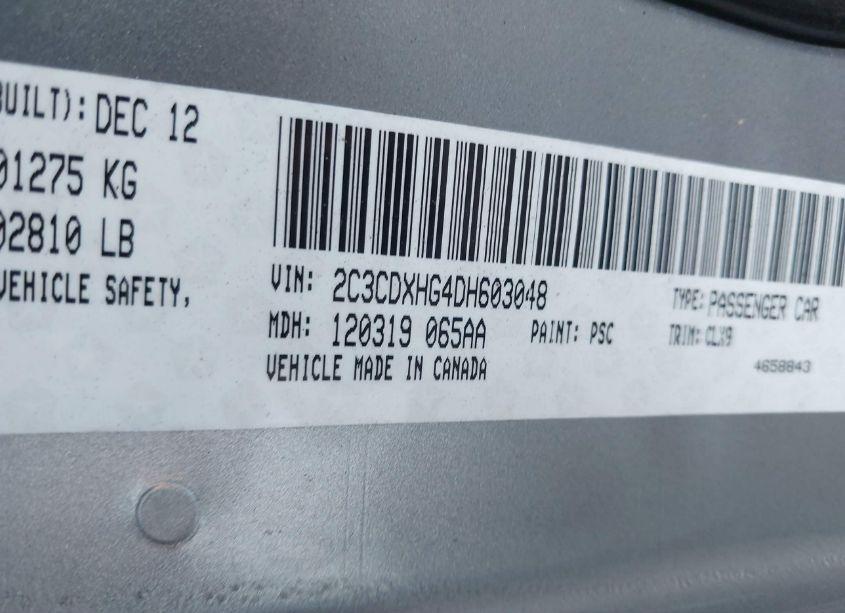 BUILT): DEC 12
01275 KG
02810 LB
VEHICLE SAFETY,
VIN: 2C3CDXHG4DH603048 TYPE: PASSENGER CAR
MDH: 120319 065AA PAINT: PSC TRIM: CLX9
VEHICLE MADE IN CANADA 4658843